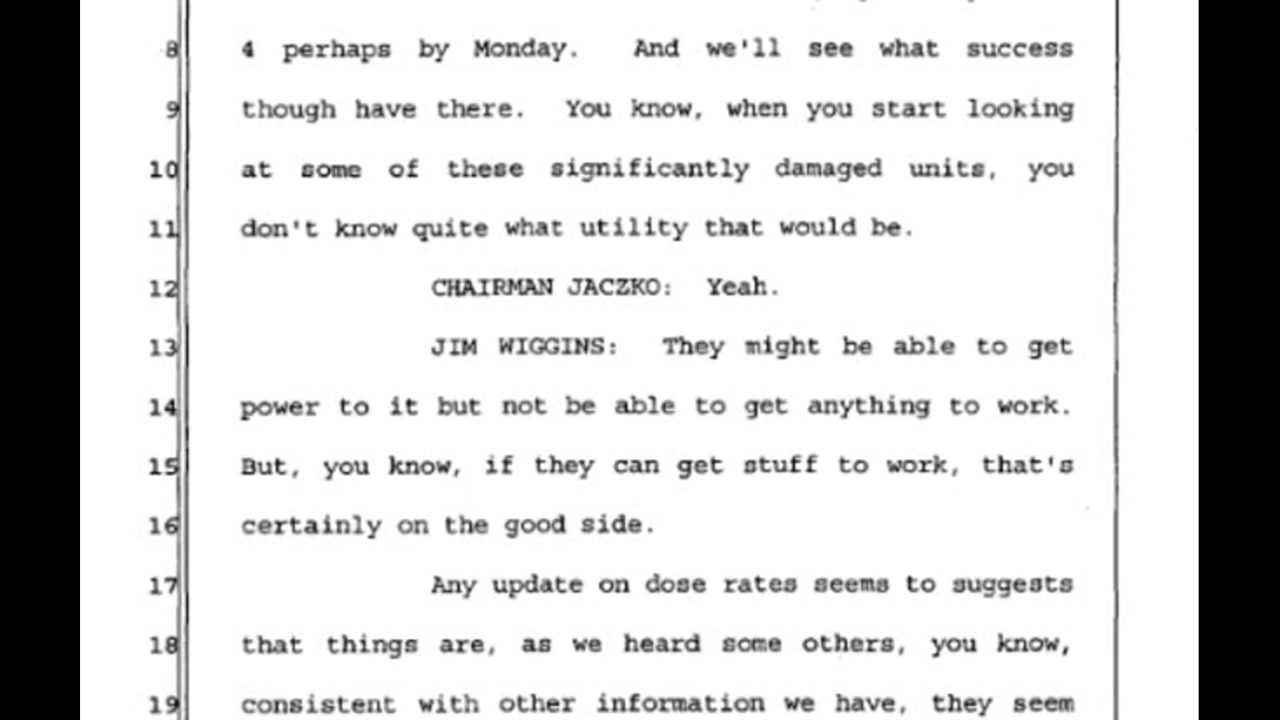 8 4 perhaps by Monday. And we'll see what success
9 though have there. You know, when you start looking
10 at some of these significantly damaged units, you
11 don't know quite what utility that would be.
12 CHAIRMAN JACZKO: Yeah.
13 JIM WIGGINS: They might be able to get
14 power to it but not be able to get anything to work.
15 But, you know, if they can get stuff to work, that's
16 certainly on the good side.
17 Any update on dose rates seems to suggests
18 that things are, as we heard some others, you know,
19 consistent with other information we have, they seem